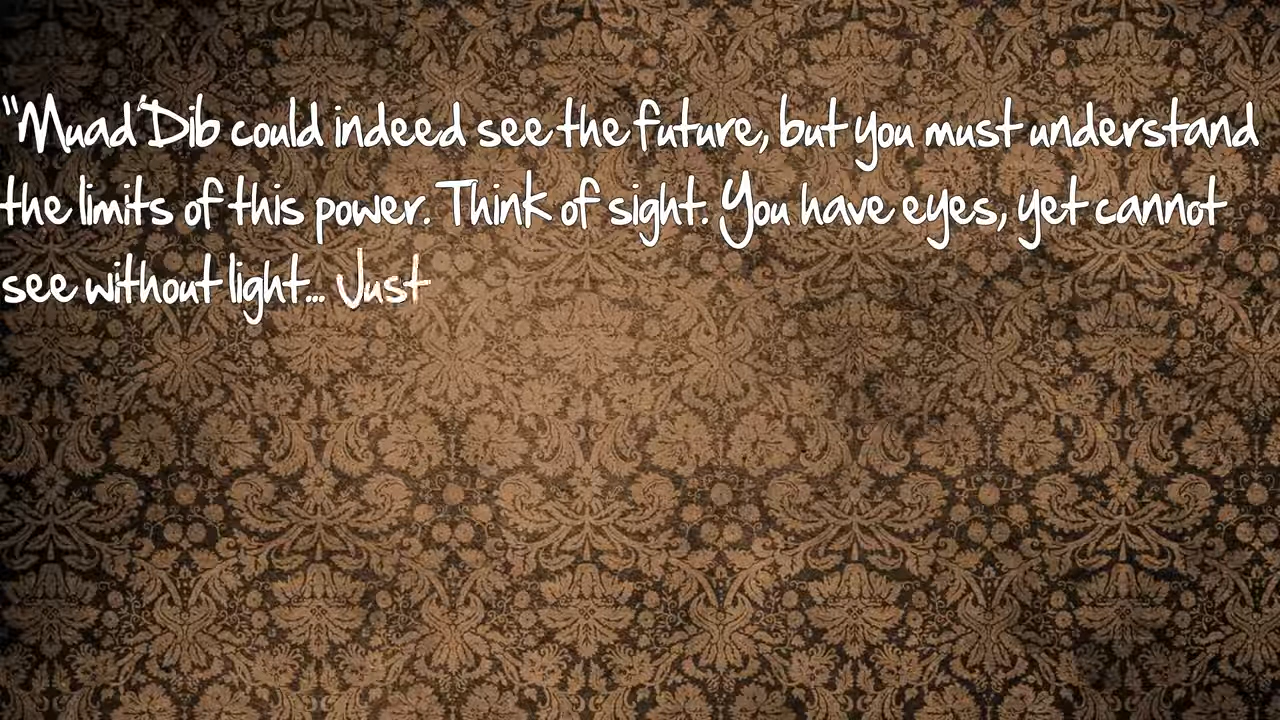 "Muad'Dib could indeed see the future, but you must understand
the limits of this power. Think of sight. You have eyes, yet cannot
see without light... Just